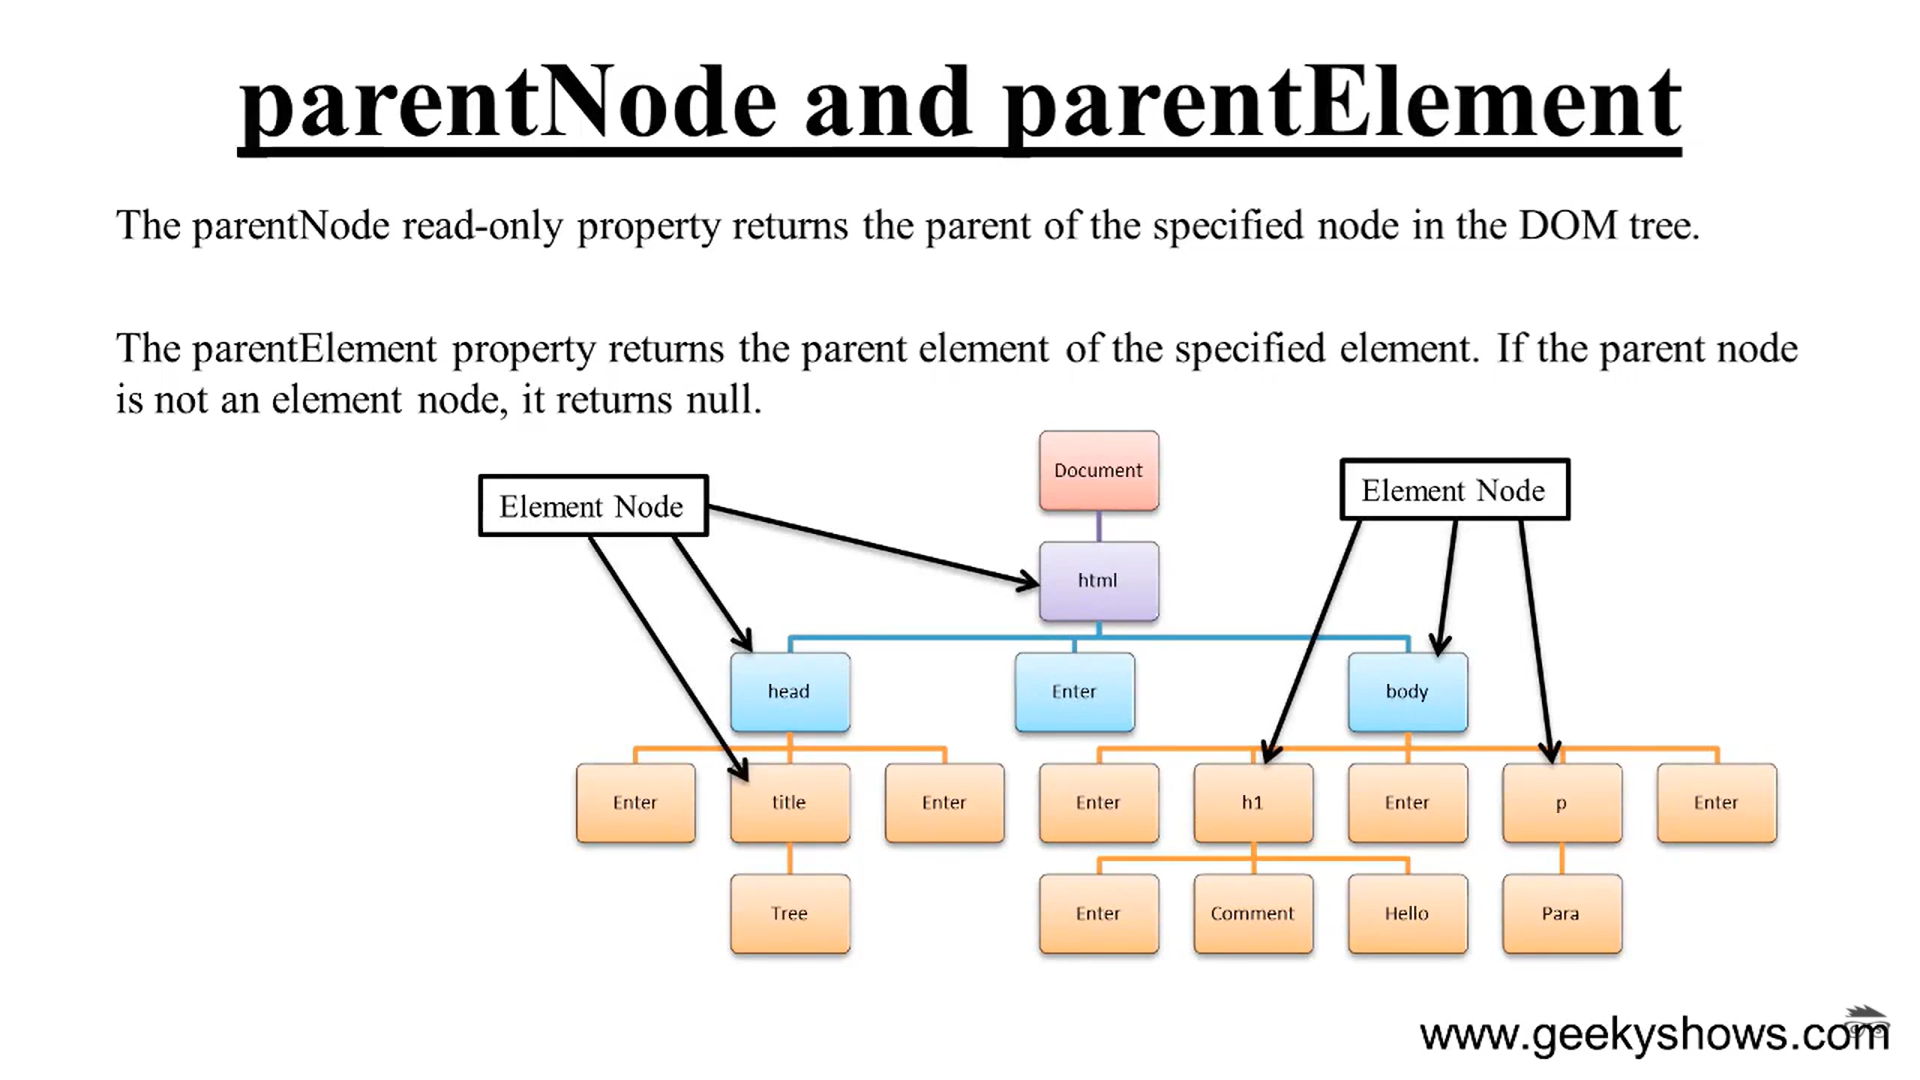 parentNode and parentElement
The parentNode read-only property returns the parent of the specified node in the DOM tree.
The parentElement property returns the parent element of the specified element. If the parent node
is not an element node, it returns null.
Document
Element Node
Element Node
html
head
Enter
body
Enter
title
Enter
Enter
h1
Enter
p
Enter
Tree
Enter
Comment
Hello
Para
www.geekyshows.com